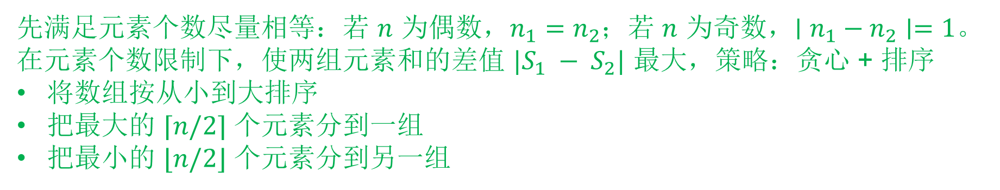 先满足元素个数尽量相等：若 n 为偶数，n₁ = n₂；若 n 为奇数，| n₁ − n₂ |= 1。
在元素个数限制下，使两组元素和的差值 |S₁ − S₂| 最大，策略：贪心 + 排序
• 将数组按从小到大排序
• 把最大的 ⌈n/2⌉ 个元素分到一组
• 把最小的 ⌊n/2⌋ 个元素分到另一组